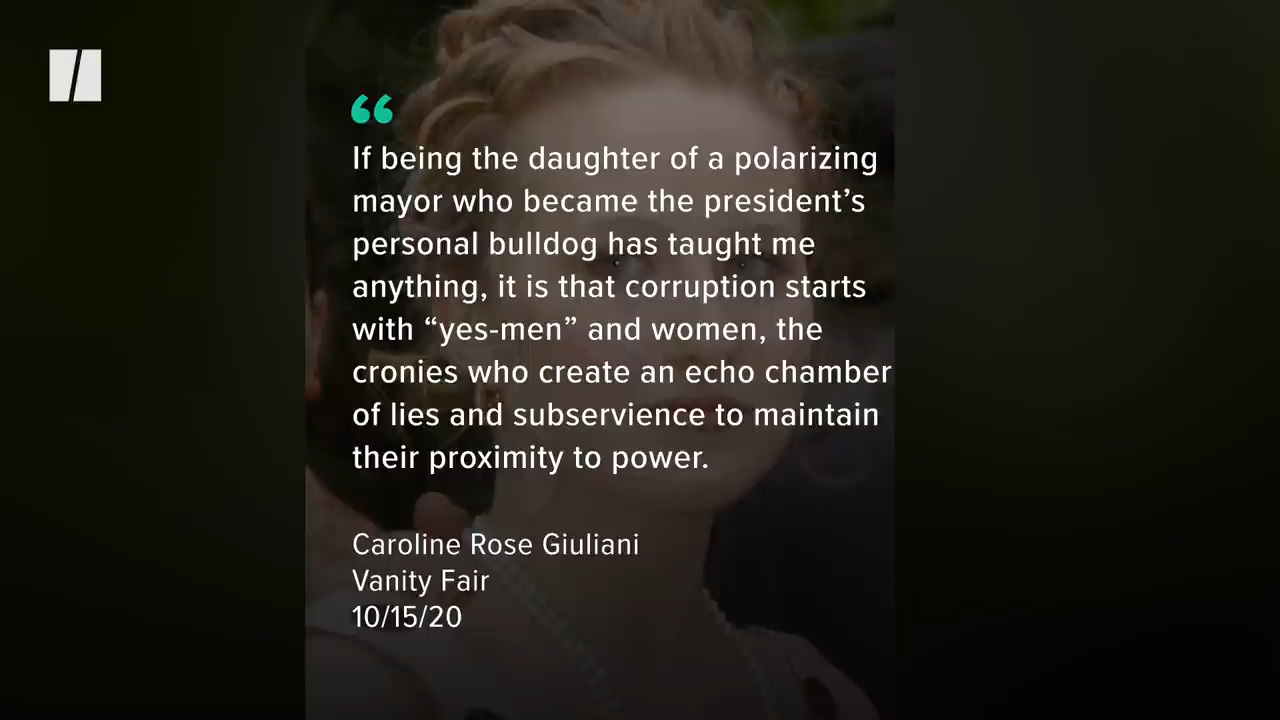 “
If being the daughter of a polarizing
mayor who became the president’s
personal bulldog has taught me
anything, it is that corruption starts
with “yes-men” and women, the
cronies who create an echo chamber
of lies and subservience to maintain
their proximity to power.
Caroline Rose Giuliani
Vanity Fair
10/15/20